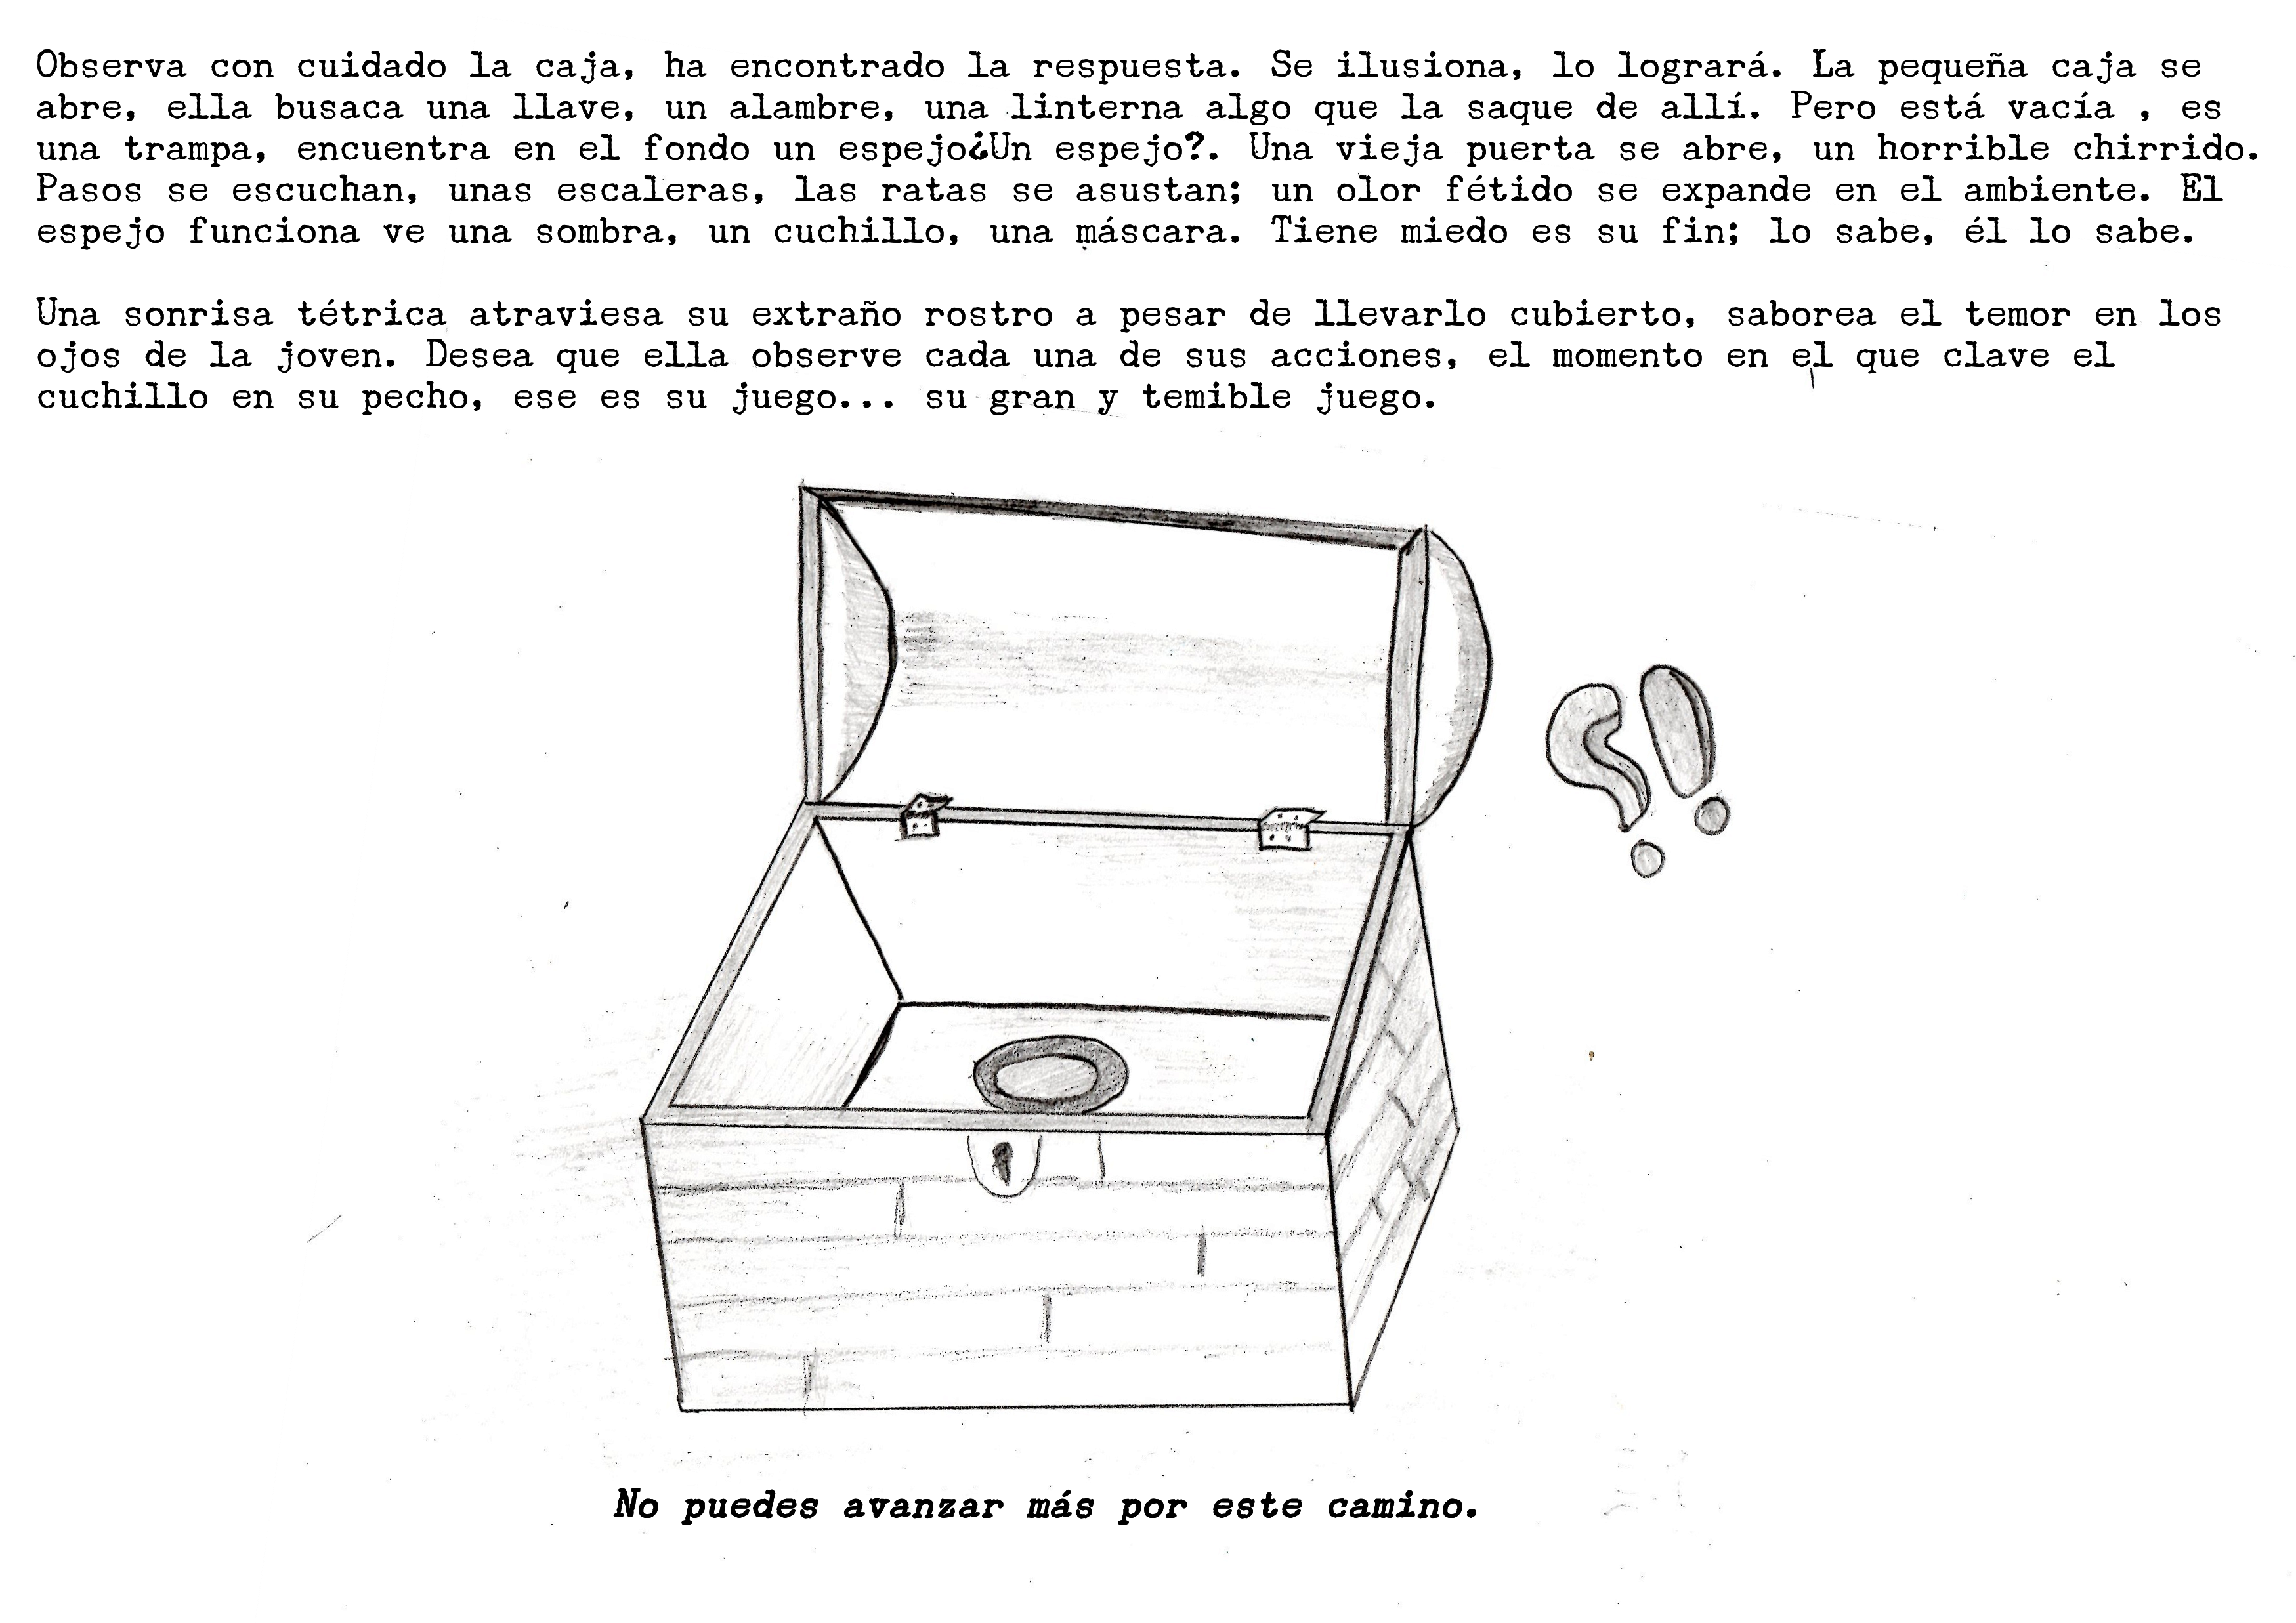 Observa con cuidado la caja, ha encontrado la respuesta. Se ilusiona, lo logrará. La pequeña caja se
abre, ella busaca una llave, un alambre, una linterna algo que la saque de allí. Pero está vacía , es
una trampa, encuentra en el fondo un espejo¿Un espejo?. Una vieja puerta se abre, un horrible chirrido.
Pasos se escuchan, unas escaleras, las ratas se asustan; un olor fétido se expande en el ambiente. El
espejo funciona ve una sombra, un cuchillo, una máscara. Tiene miedo es su fin; lo sabe, él lo sabe.
Una sonrisa tétrica atraviesa su extraño rostro a pesar de llevarlo cubierto, saborea el temor en los
ojos de la joven. Desea que ella observe cada una de sus acciones, el momento en el que clave el
cuchillo en su pecho, ese es su juego... su gran y temible juego.
?!
No puedes avanzar más por este camino.